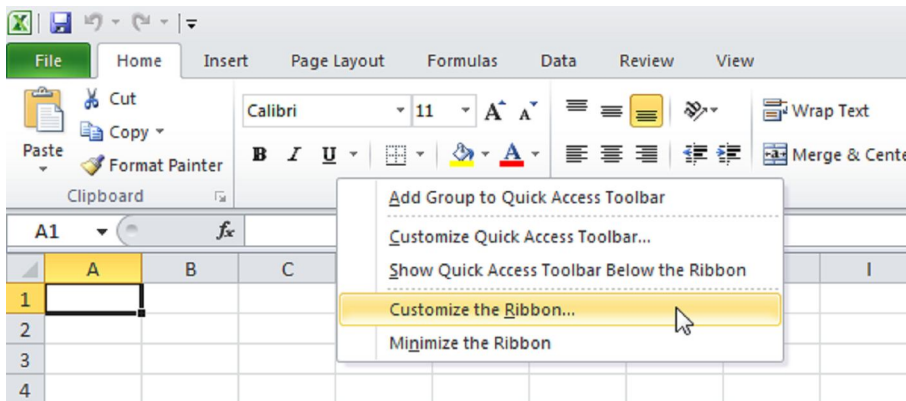 File Home Insert Page Layout Formulas Data Review View
Cut
Calibri 11 A A Wrap Text
Copy
Paste B I U A Merge & Cente
Format Painter
Clipboard
Add Group to Quick Access Toolbar
A1 fx
Customize Quick Access Toolbar...
A B C I
Show Quick Access Toolbar Below the Ribbon
1
Customize the Ribbon...
2
Minimize the Ribbon
3
4